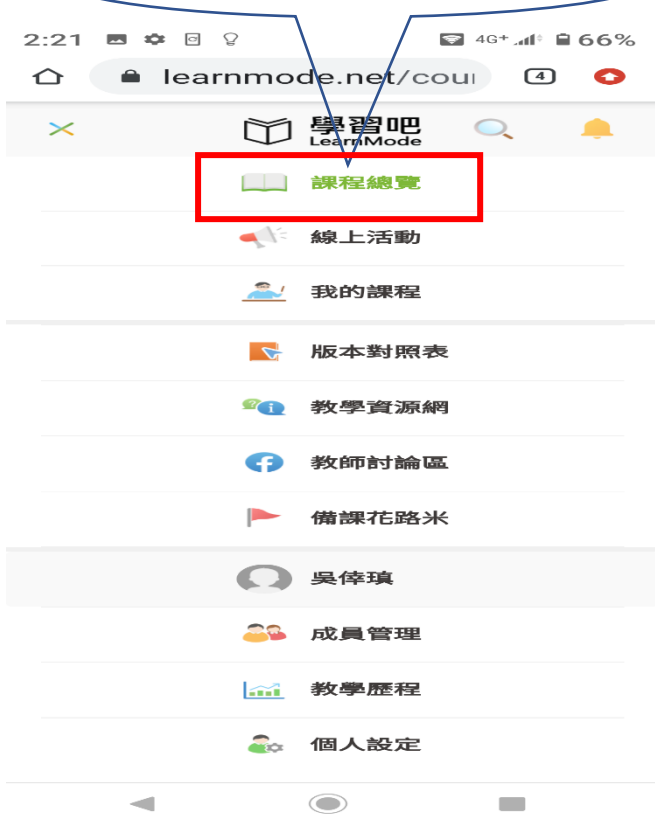 2:21 4G+ 66%
learnmode.net/cour 4
學習吧
LearnMode
課程總覽
線上活動
我的課程
版本對照表
教學資源網
教師討論區
備課花路米
吳倖瑱
成員管理
教學歷程
個人設定